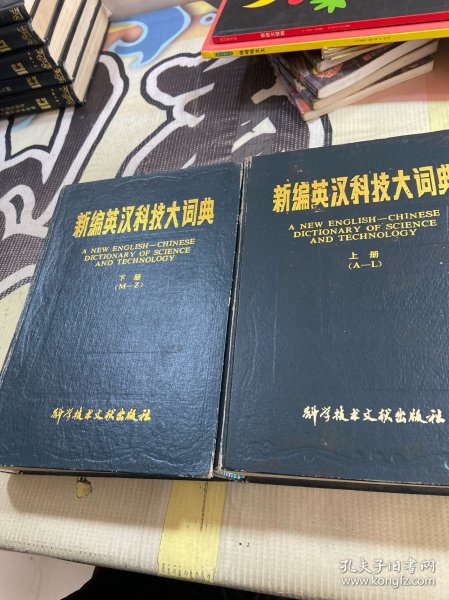 新编英汉科技大词典
A NEW ENGLISH—CHINESE
DICTIONARY OF SCIENCE
AND TECHNOLOGY
下册
(M—Z)
科学技术文献出版社
新编英汉科技大词典
A NEW ENGLISH—CHINESE
DICTIONARY OF SCIENCE
AND TECHNOLOGY
上册
(A—L)
科学技术文献出版社
孔夫子旧书网
www.kongfz.com